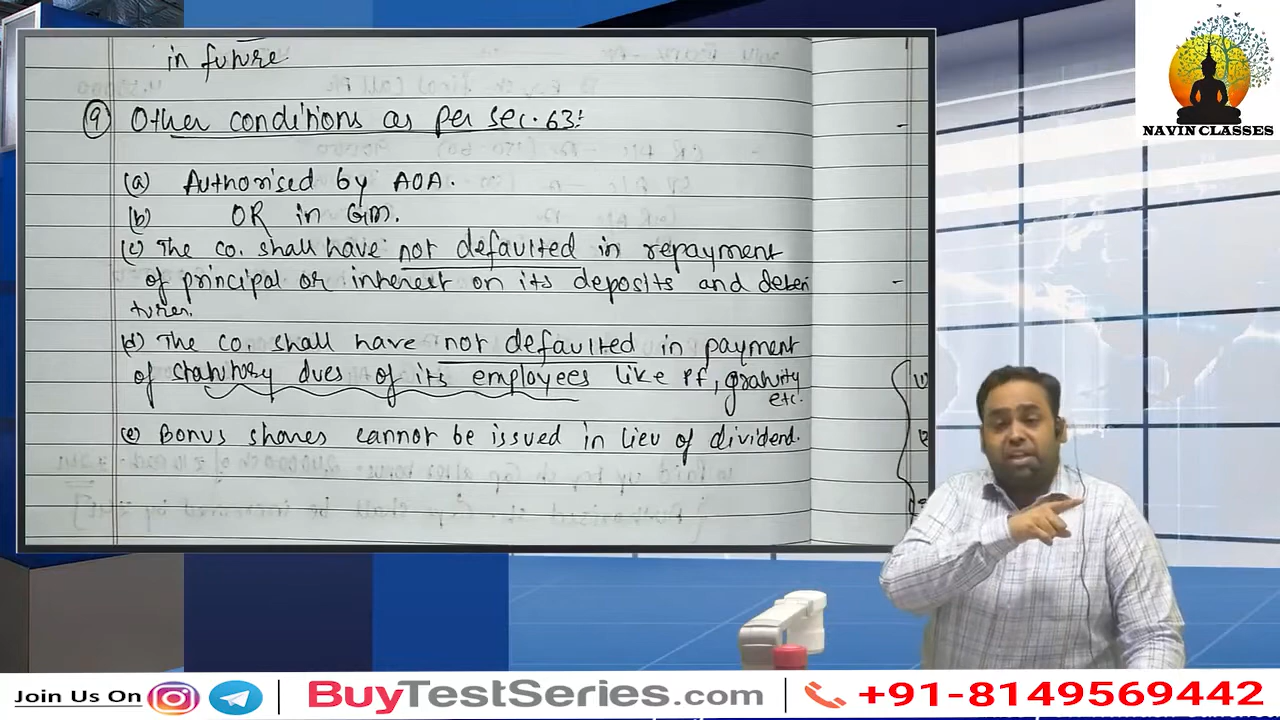 in future
9 Other conditions as per sec. 63:
(a) Authorised by AOA.
(b) OR in GM.
(c) The co. shall have not defaulted in repayment
of principal or interest on its deposits and deben
tures.
(d) The co. shall have not defaulted in payment
of statutory dues of its employees like PF, gratuity
etc.
(e) Bonus shares cannot be issued in lieu of dividend.
NAVIN CLASSES
Join Us On
BuyTestSeries.com
+91-8149569442